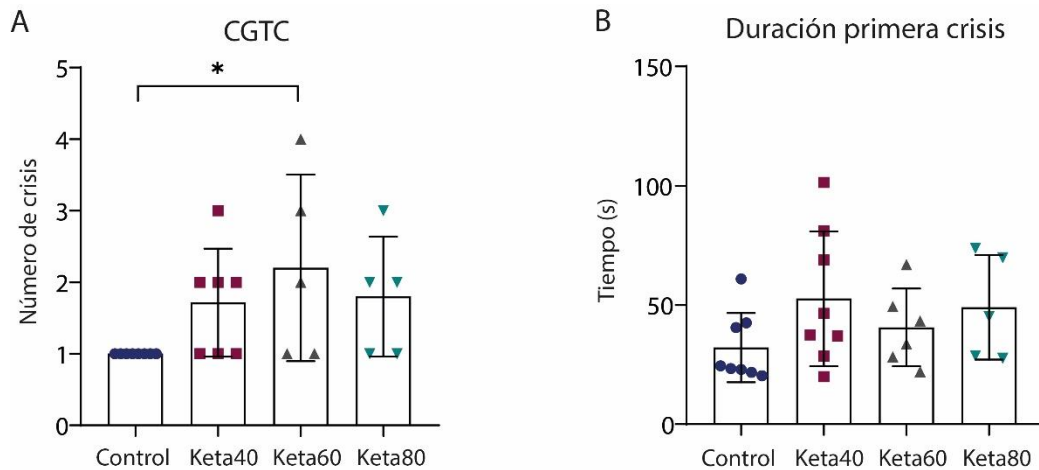 A
CGTC
Número de crisis
5
4
3
2
1
0
*
Control Keta40 Keta60 Keta80
B
Duración primera crisis
Tiempo (s)
150
100
50
0
Control Keta40 Keta60 Keta80